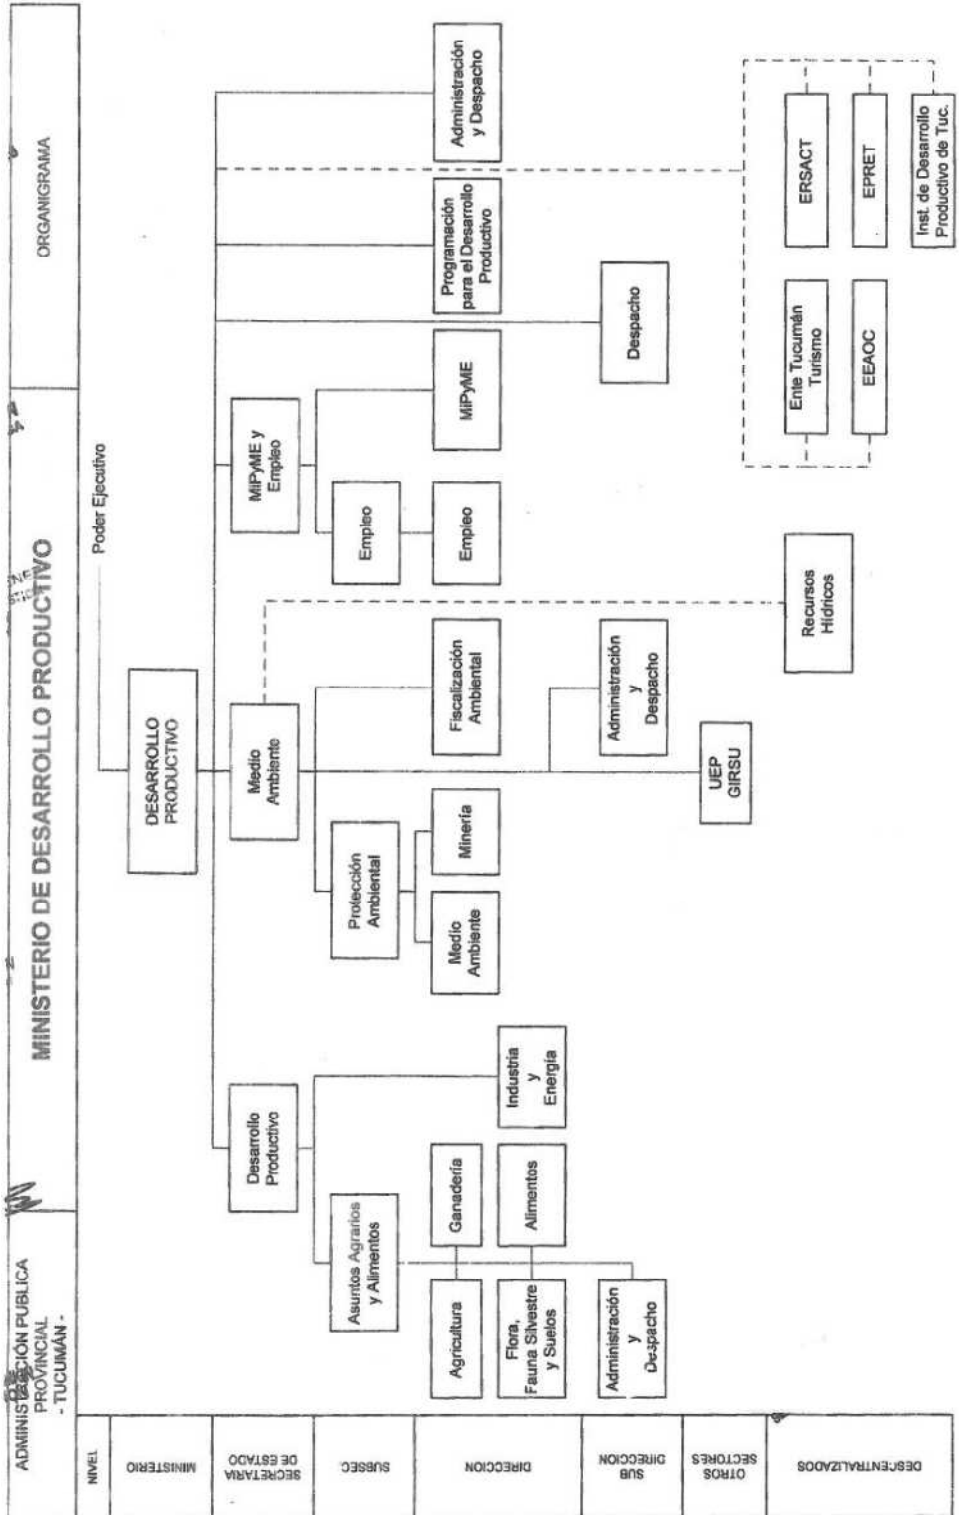 ADMINISTRACIÓN PUBLICA
PROVINCIAL
- TUCUMÁN -
MINISTERIO DE DESARROLLO PRODUCTIVO
ORGANIGRAMA
NIVEL
Poder Ejecutivo
MINISTERIO
DESARROLLO
PRODUCTIVO
SECRETARIA
DE ESTADO
Desarrollo
Productivo
Medio
Ambiente
MiPyME y
Empleo
SUBSEC.
Asuntos Agrarios
y Alimentos
Protección
Ambiental
Empleo
DIRECCION
Agricultura
Ganadería
Medio
Ambiente
Minería
Fiscalización
Ambiental
Empleo
MiPyME
Programación
para el Desarrollo
Productivo
Administración
y Despacho
Flora,
Fauna Silvestre
y Suelos
Alimentos
Industria
y
Energía
SUB
DIRECCION
Administración
y
Despacho
Administración
y
Despacho
Despacho
OTROS
SECTORES
UEP
GIRSU
DESCENTRALIZADOS
Recursos
Hídricos
Ente Tucumán
Turismo
ERSACT
EEAOC
EPRET
Inst. de Desarrollo
Productivo de Tuc.